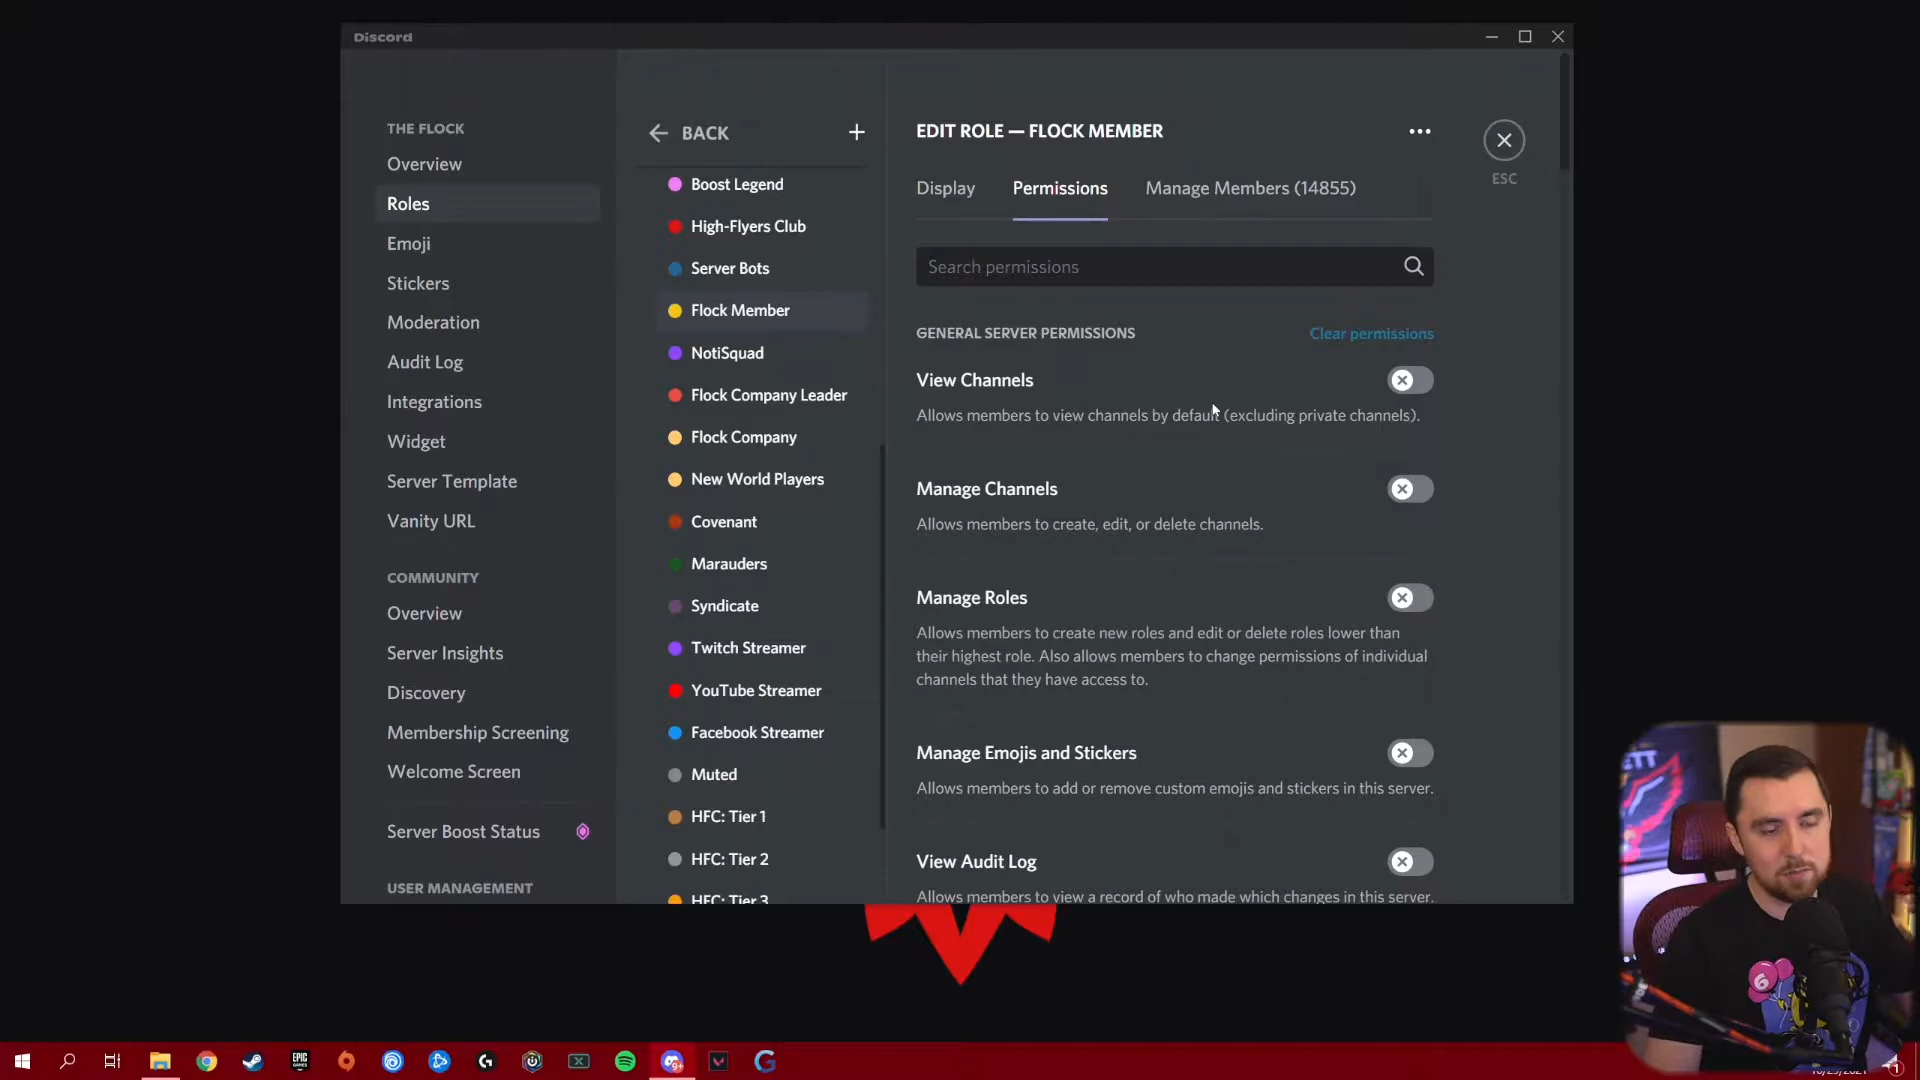 Discord
THE FLOCK
Overview
Roles
Emoji
Stickers
Moderation
Audit Log
Integrations
Widget
Server Template
Vanity URL
COMMUNITY
Overview
Server Insights
Discovery
Membership Screening
Welcome Screen
Server Boost Status
USER MANAGEMENT
BACK
Boost Legend
High-Flyers Club
Server Bots
Flock Member
NotiSquad
Flock Company Leader
Flock Company
New World Players
Covenant
Marauders
Syndicate
Twitch Streamer
YouTube Streamer
Facebook Streamer
Muted
HFC: Tier 1
HFC: Tier 2
HFC: Tier 3
EDIT ROLE — FLOCK MEMBER
ESC
Display Permissions Manage Members (14855)
Search permissions
GENERAL SERVER PERMISSIONS Clear permissions
View Channels
Allows members to view channels by default (excluding private channels).
Manage Channels
Allows members to create, edit, or delete channels.
Manage Roles
Allows members to create new roles and edit or delete roles lower than
their highest role. Also allows members to change permissions of individual
channels that they have access to.
Manage Emojis and Stickers
Allows members to add or remove custom emojis and stickers in this server.
View Audit Log
Allows members to view a record of who made which changes in this server.
ETT
6
EPIC
GAMES
9+
1